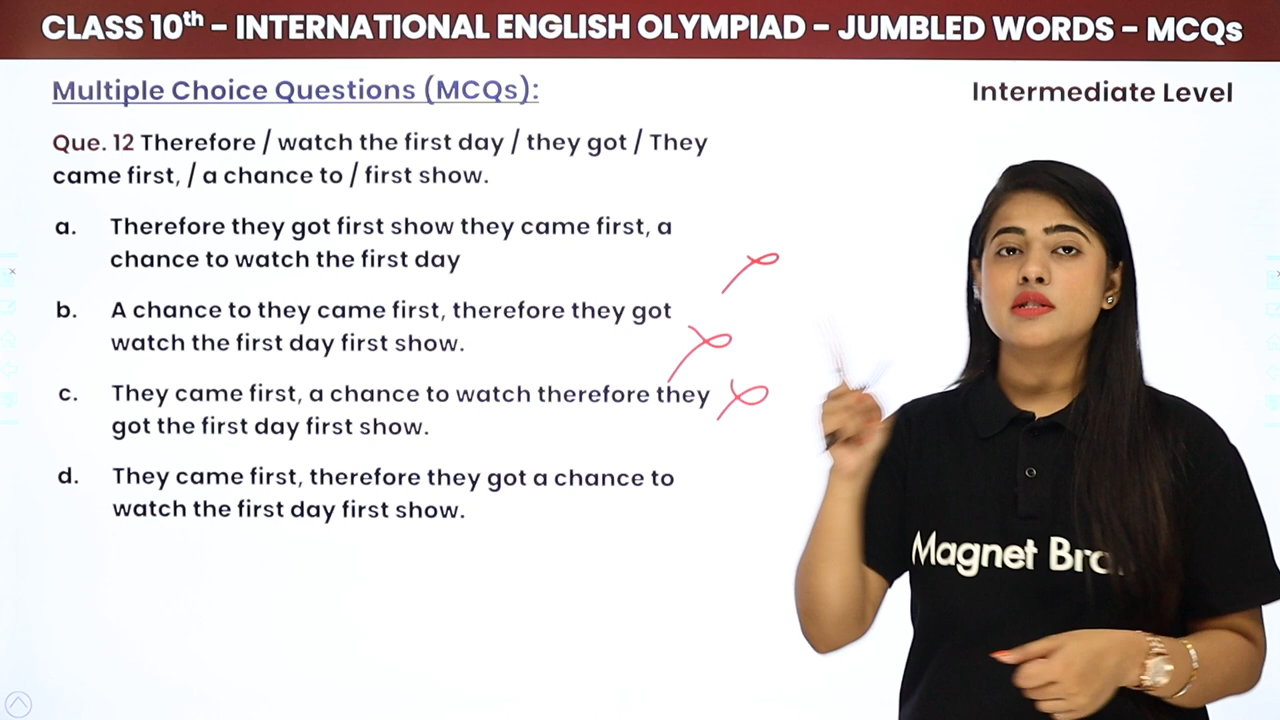 CLASS 10th – INTERNATIONAL ENGLISH OLYMPIAD – JUMBLED WORDS – MCQs
Multiple Choice Questions (MCQs):
Intermediate Level
Que. 12 Therefore / watch the first day / they got / They
came first, / a chance to / first show.
a. Therefore they got first show they came first, a
chance to watch the first day
b. A chance to they came first, therefore they got
watch the first day first show.
c. They came first, a chance to watch therefore they
got the first day first show.
d. They came first, therefore they got a chance to
watch the first day first show.
Magnet